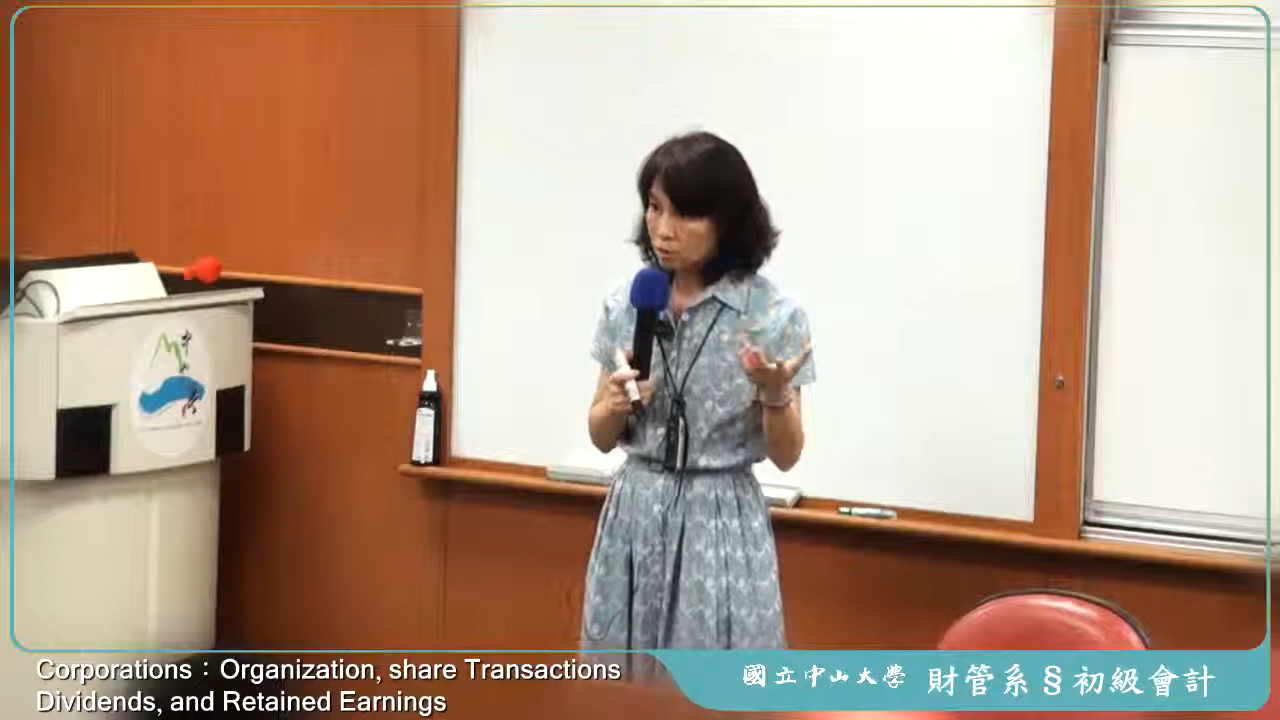 Corporations：Organization, share Transactions
Dividends, and Retained Earnings
國立中山大學 財管系§初級會計